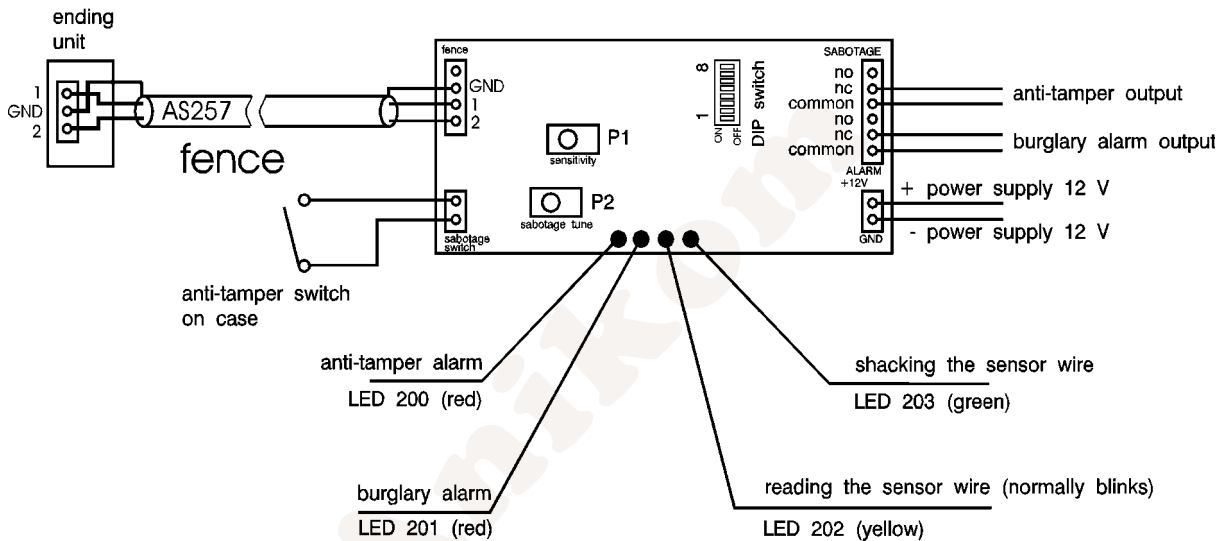 ending
unit
1
GND
2
AS257
fence
fence
GND
1
2
P1
sensitivity
P2
sabotage tune
8
1
ON
OFF
DIP switch
SABOTAGE
no
nc
common
no
nc
common
ALARM
+12V
GND
anti-tamper output
burglary alarm output
+ power supply 12 V
- power supply 12 V
sabotage
switch
anti-tamper switch
on case
anti-tamper alarm
LED 200 (red)
shacking the sensor wire
LED 203 (green)
burglary alarm
LED 201 (red)
reading the sensor wire (normally blinks)
LED 202 (yellow)